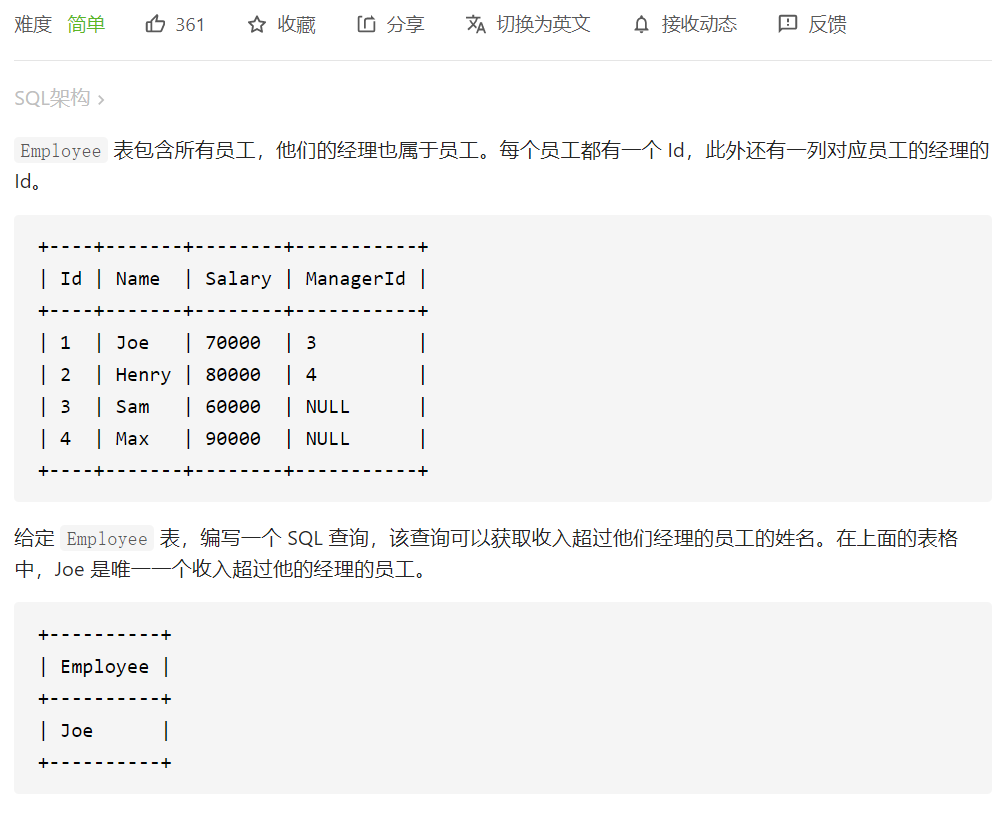 难度 简单 361 收藏 分享 切换为英文 接收动态 反馈
SQL架构 ›
Employee 表包含所有员工，他们的经理也属于员工。每个员工都有一个 Id，此外还有一列对应员工的经理的
Id。
+----+-------+--------+-----------+
| Id | Name  | Salary | ManagerId |
+----+-------+--------+-----------+
| 1  | Joe   | 70000  | 3         |
| 2  | Henry | 80000  | 4         |
| 3  | Sam   | 60000  | NULL      |
| 4  | Max   | 90000  | NULL      |
+----+-------+--------+-----------+
给定 Employee 表，编写一个 SQL 查询，该查询可以获取收入超过他们经理的员工的姓名。在上面的表格
中，Joe 是唯一一个收入超过他的经理的员工。
+----------+
| Employee |
+----------+
| Joe      |
+----------+